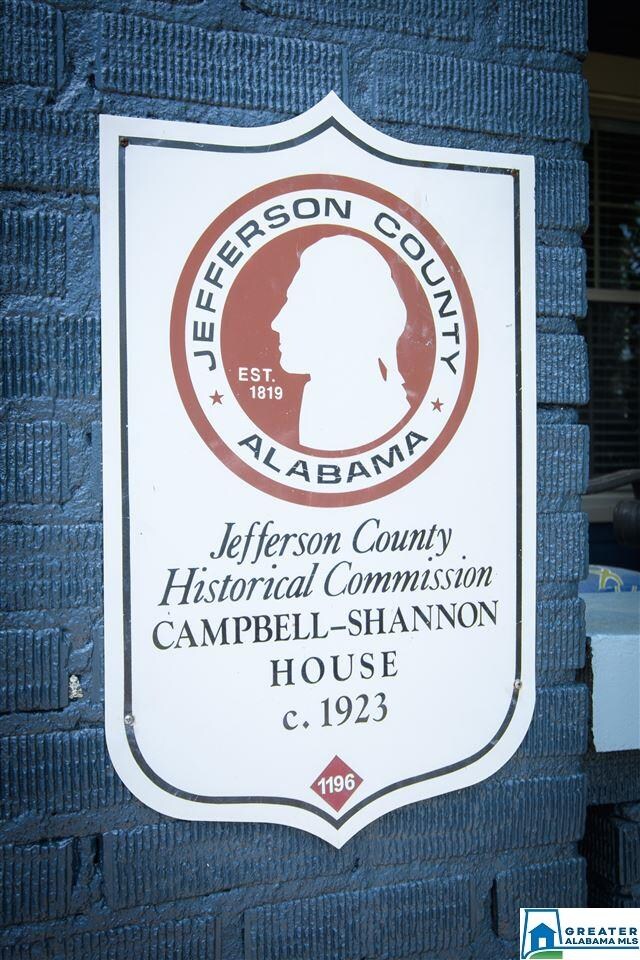 JEFFERSON COUNTY
EST.
1819
ALABAMA
Jefferson County
Historical Commission
CAMPBELL–SHANNON
HOUSE
c. 1923
1196
GREATER
ALABAMA MLS